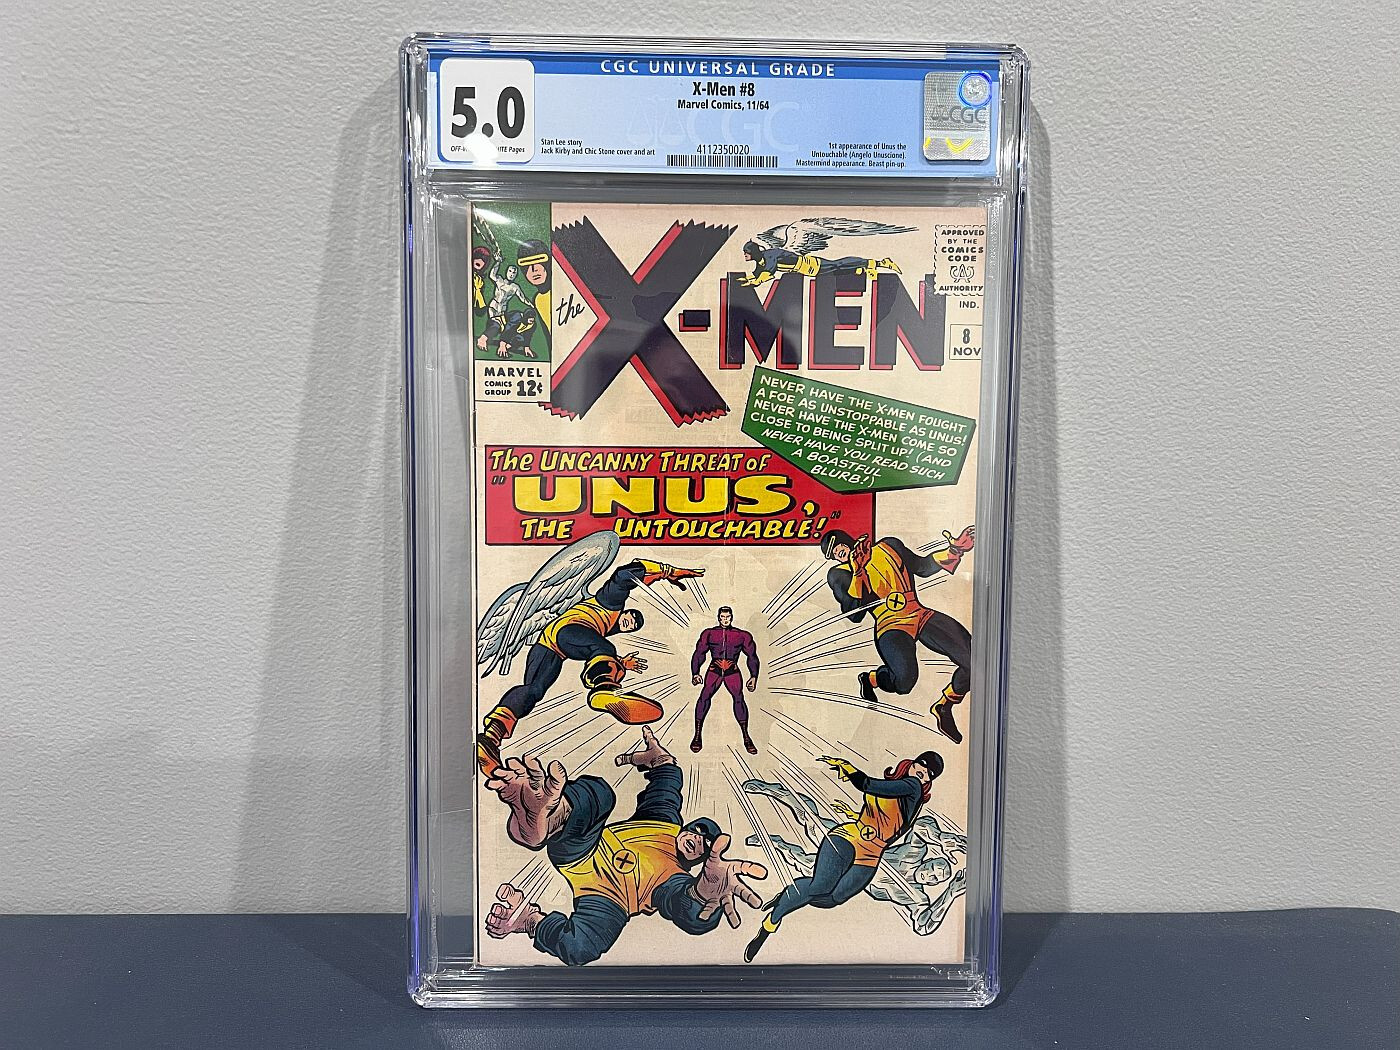 CGC UNIVERSAL GRADE
5.0
X-Men #8
Marvel Comics, 11/64
Stan Lee story
Jack Kirby and Chic Stone cover and art
4112350020
1st appearance of Unus the
Untouchable (Angelo Unuscione).
Mastermind appearance. Beast pin-up.
CGC
CGC
Pages
the X-MEN
APPROVED
BY THE
COMICS
CODE
AUTHORITY
IND.
8
NOV
MARVEL
COMICS
GROUP 12¢
NEVER HAVE THE X-MEN FOUGHT
A FOE AS UNSTOPPABLE AS UNUS!
NEVER HAVE THE X-MEN COME SO
CLOSE TO BEING SPLIT UP! (AND
NEVER HAVE YOU READ SUCH
A BOASTFUL
BLURB!)
THE UNCANNY THREAT OF
"UNUS,
THE UNTOUCHABLE!"
X
X
X